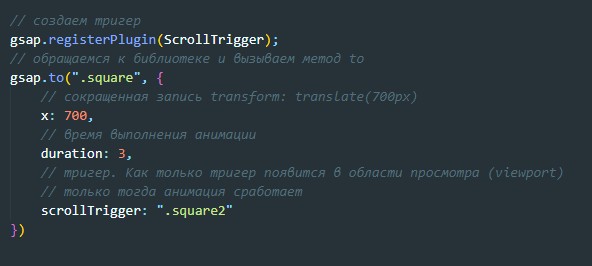 // создаем тригер
gsap.registerPlugin(ScrollTrigger);
// обращаемся к библиотеке и вызываем метод to
gsap.to(".square", {
    // сокращенная запись transform: translate(700px)
    x: 700,
    // время выполнения анимации
    duration: 3,
    // тригер. Как только тригер появится в области просмотра (viewport)
    // только тогда анимация сработает
    scrollTrigger: ".square2"
})